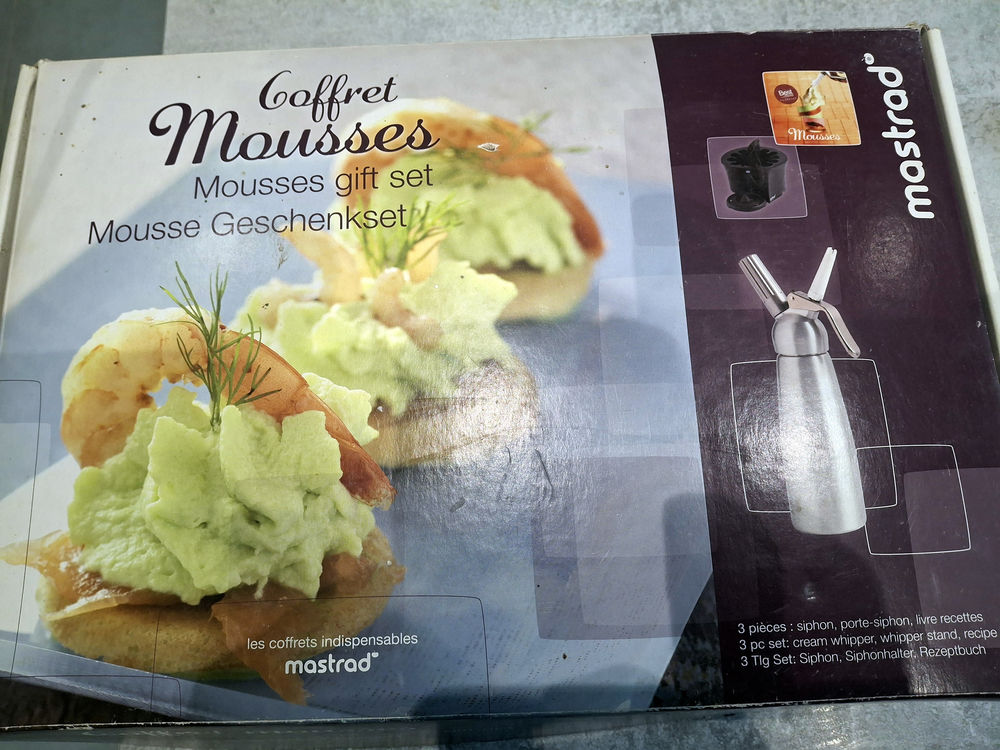 Coffret
Mousses
Mousses gift set
Mousse Geschenkset
les coffrets indispensables
mastrad
Best
Mousses
mastrad
3 pièces : siphon, porte-siphon, livre recettes
3 pc set: cream whipper, whipper stand, recipe
3 Tlg Set: Siphon, Siphonhalter, Rezeptbuch